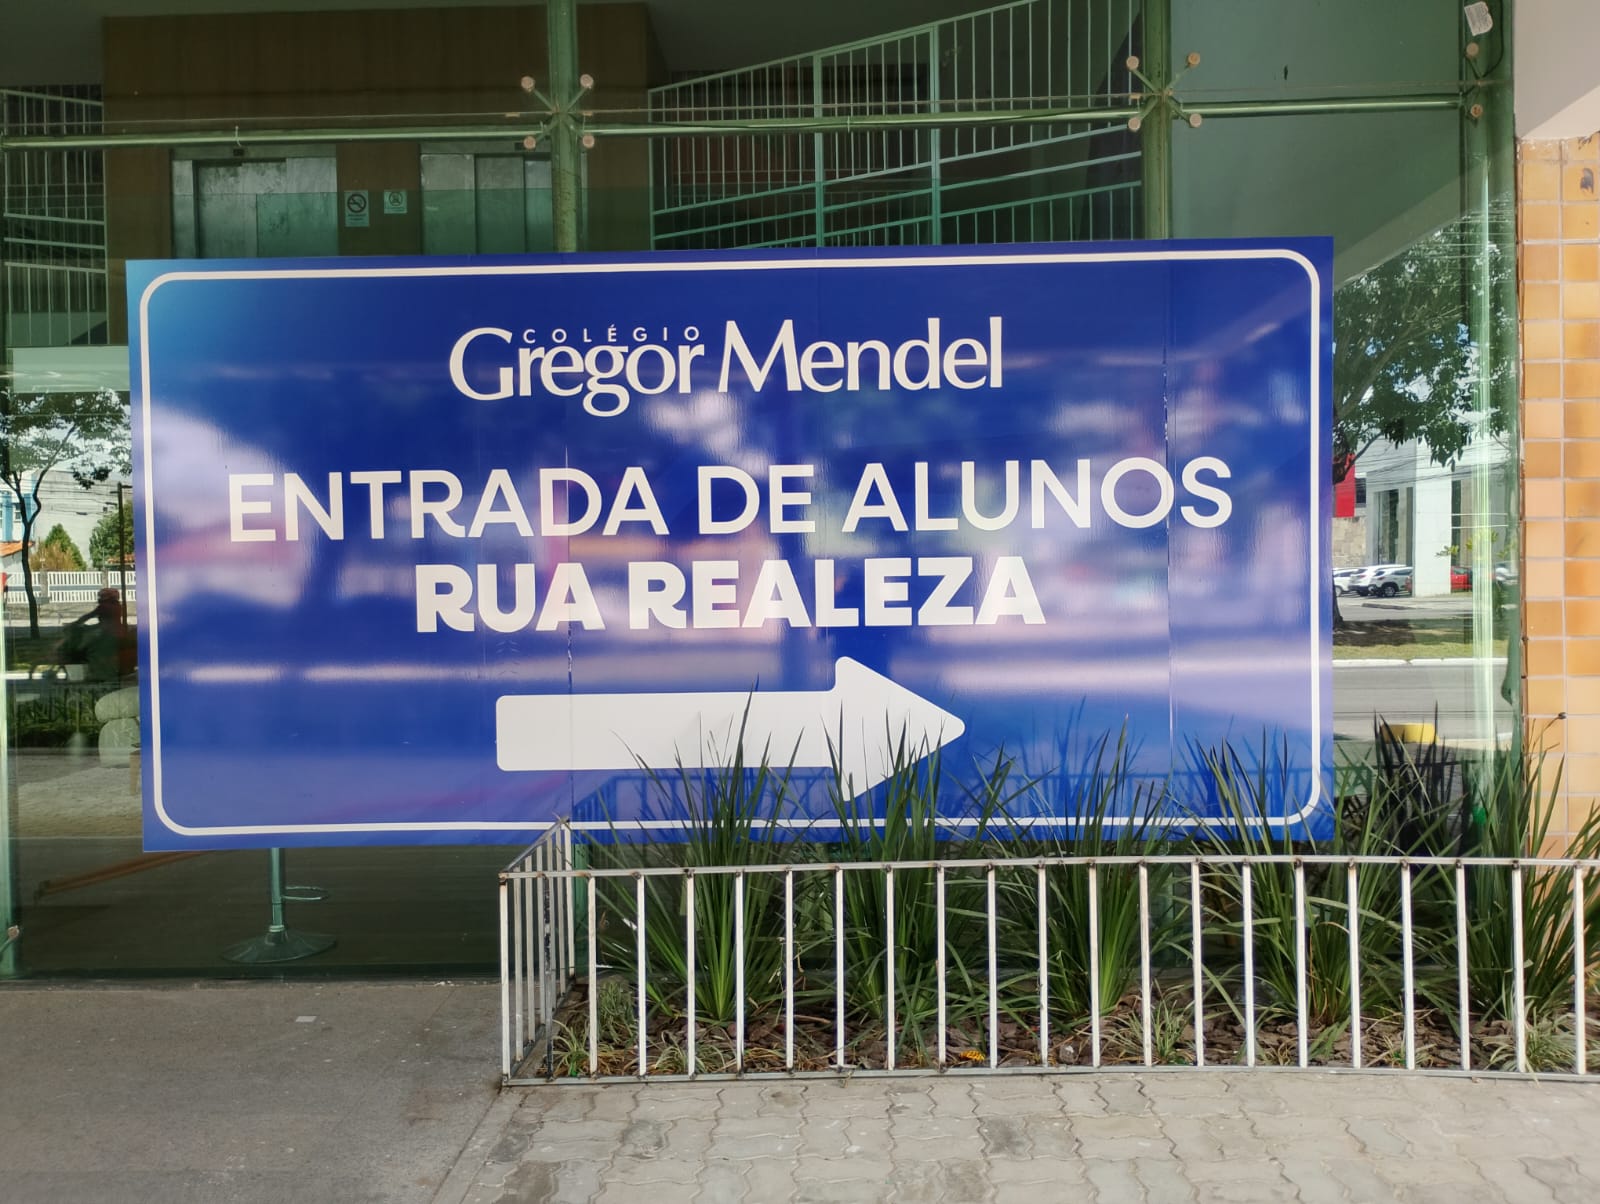 COLÉGIO
Gregor Mendel
ENTRADA DE ALUNOS
RUA REALEZA